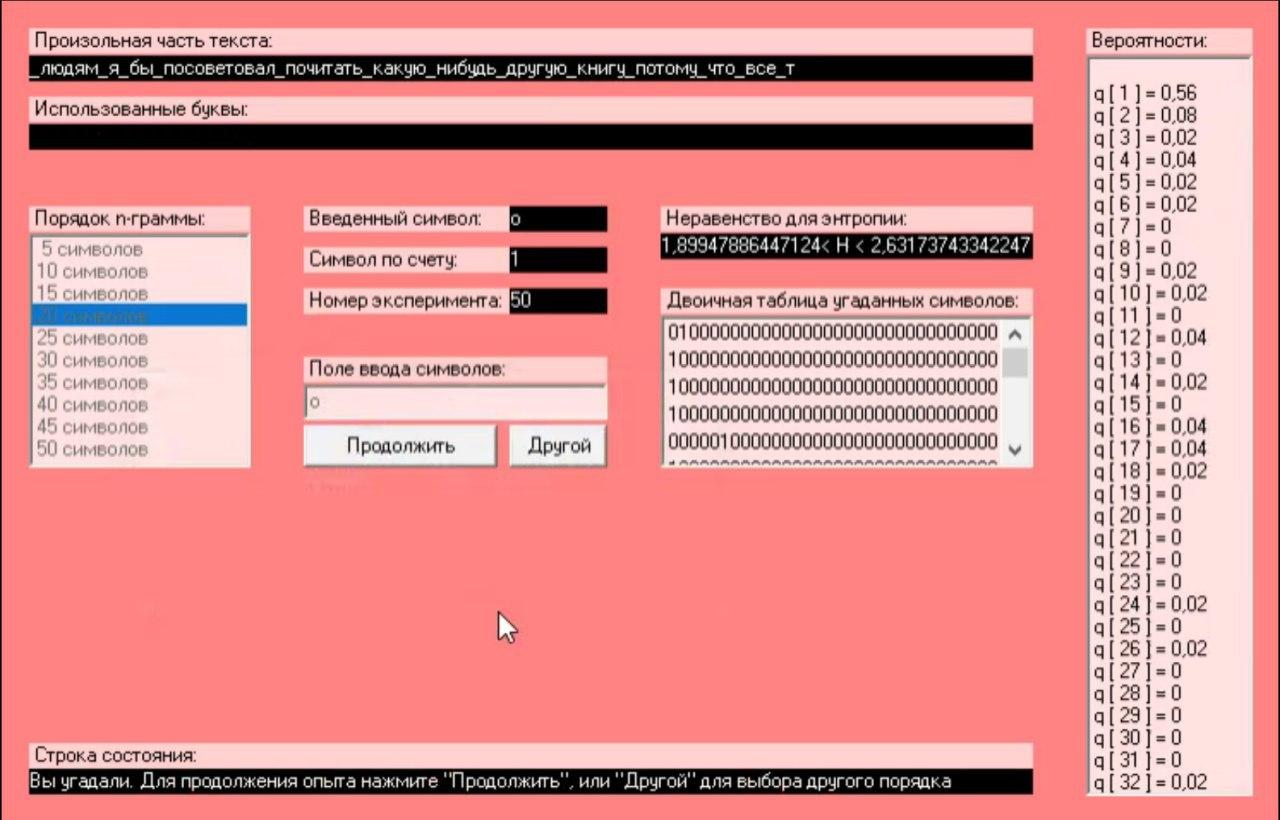 Произольная часть текста:
_людям_я_бы_посоветовал_почитать_какую_нибудь_другую_книгу_потому_что_все_т
Использованные буквы:
Порядок n-граммы:
5 символов
10 символов
15 символов
20 символов
25 символов
30 символов
35 символов
40 символов
45 символов
50 символов
Введенный символ: о
Символ по счету: 1
Номер эксперимента: 50
Поле ввода символов:
о
Продолжить Другой
Неравенство для энтропии:
1,89947886447124< H < 2,63173743342247
Двоичная таблица угаданных символов:
01000000000000000000000000000000
10000000000000000000000000000000
10000000000000000000000000000000
10000000000000000000000000000000
00000100000000000000000000000000
Строка состояния:
Вы угадали. Для продолжения опыта нажмите "Продолжить", или "Другой" для выбора другого порядка
Вероятности:
q[ 1 ] = 0,56
q[ 2 ] = 0,08
q[ 3 ] = 0,02
q[ 4 ] = 0,04
q[ 5 ] = 0,02
q[ 6 ] = 0,02
q[ 7 ] = 0
q[ 8 ] = 0
q[ 9 ] = 0,02
q[ 10 ] = 0,02
q[ 11 ] = 0
q[ 12 ] = 0,04
q[ 13 ] = 0
q[ 14 ] = 0,02
q[ 15 ] = 0
q[ 16 ] = 0,04
q[ 17 ] = 0,04
q[ 18 ] = 0,02
q[ 19 ] = 0
q[ 20 ] = 0
q[ 21 ] = 0
q[ 22 ] = 0
q[ 23 ] = 0
q[ 24 ] = 0,02
q[ 25 ] = 0
q[ 26 ] = 0,02
q[ 27 ] = 0
q[ 28 ] = 0
q[ 29 ] = 0
q[ 30 ] = 0
q[ 31 ] = 0
q[ 32 ] = 0,02